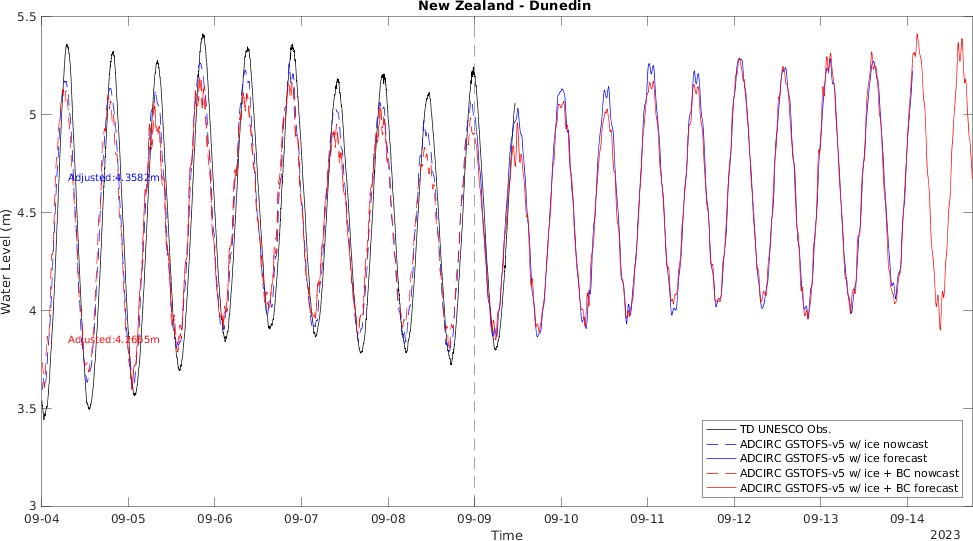 New Zealand - Dunedin
5.5
5
4.5
4
3.5
3
Water Level (m)
Adjusted:4.3582m
Adjusted:4.2665m
TD UNESCO Obs.
ADCIRC GSTOFS-v5 w/ ice nowcast
ADCIRC GSTOFS-v5 w/ ice forecast
ADCIRC GSTOFS-v5 w/ ice + BC nowcast
ADCIRC GSTOFS-v5 w/ ice + BC forecast
09-04 09-05 09-06 09-07 09-08 09-09 09-10 09-11 09-12 09-13 09-14
Time
2023